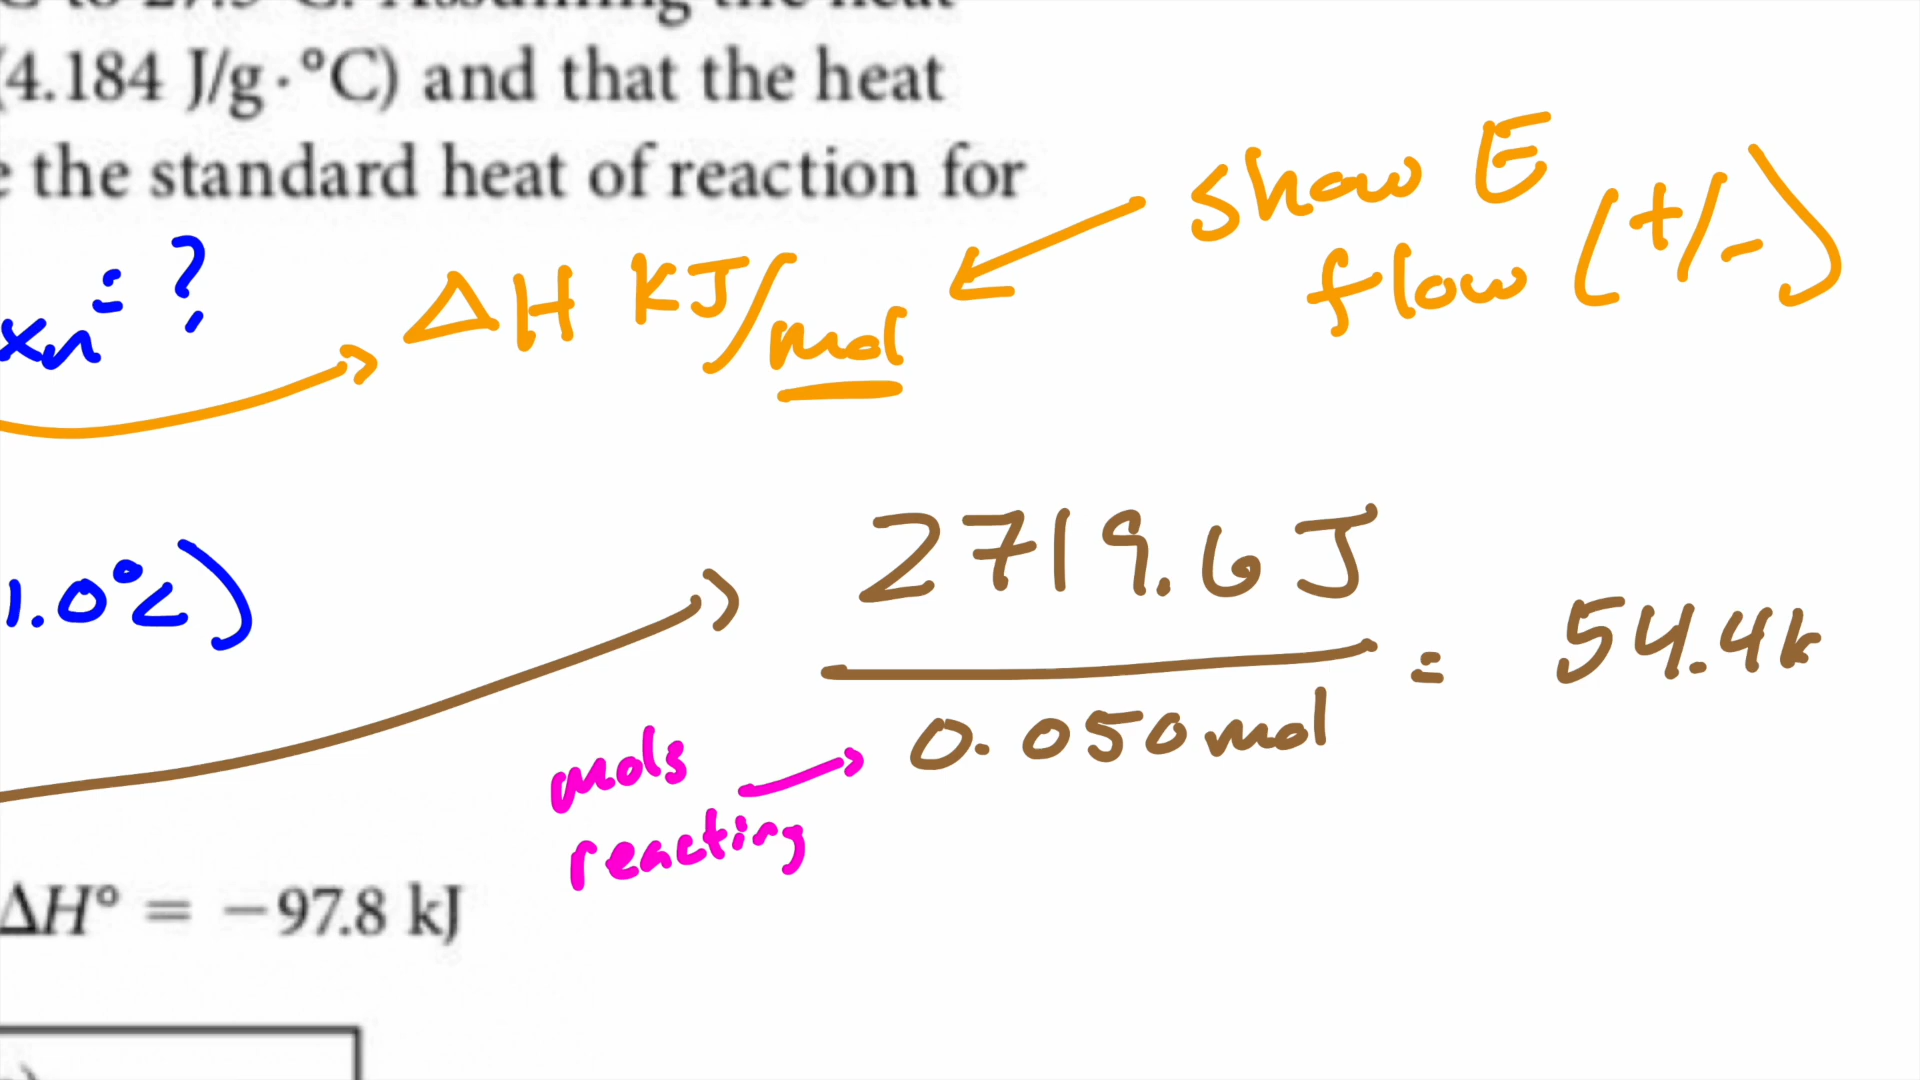 (4.184 J/g·°C) and that the heat
the standard heat of reaction for
show E
flow (+/-)
xn = ?
ΔH kJ/mol
1.0°C)
2719.6 J
0.050 mol
= 54.4k
mols
reacting
ΔH° = −97.8 kJ